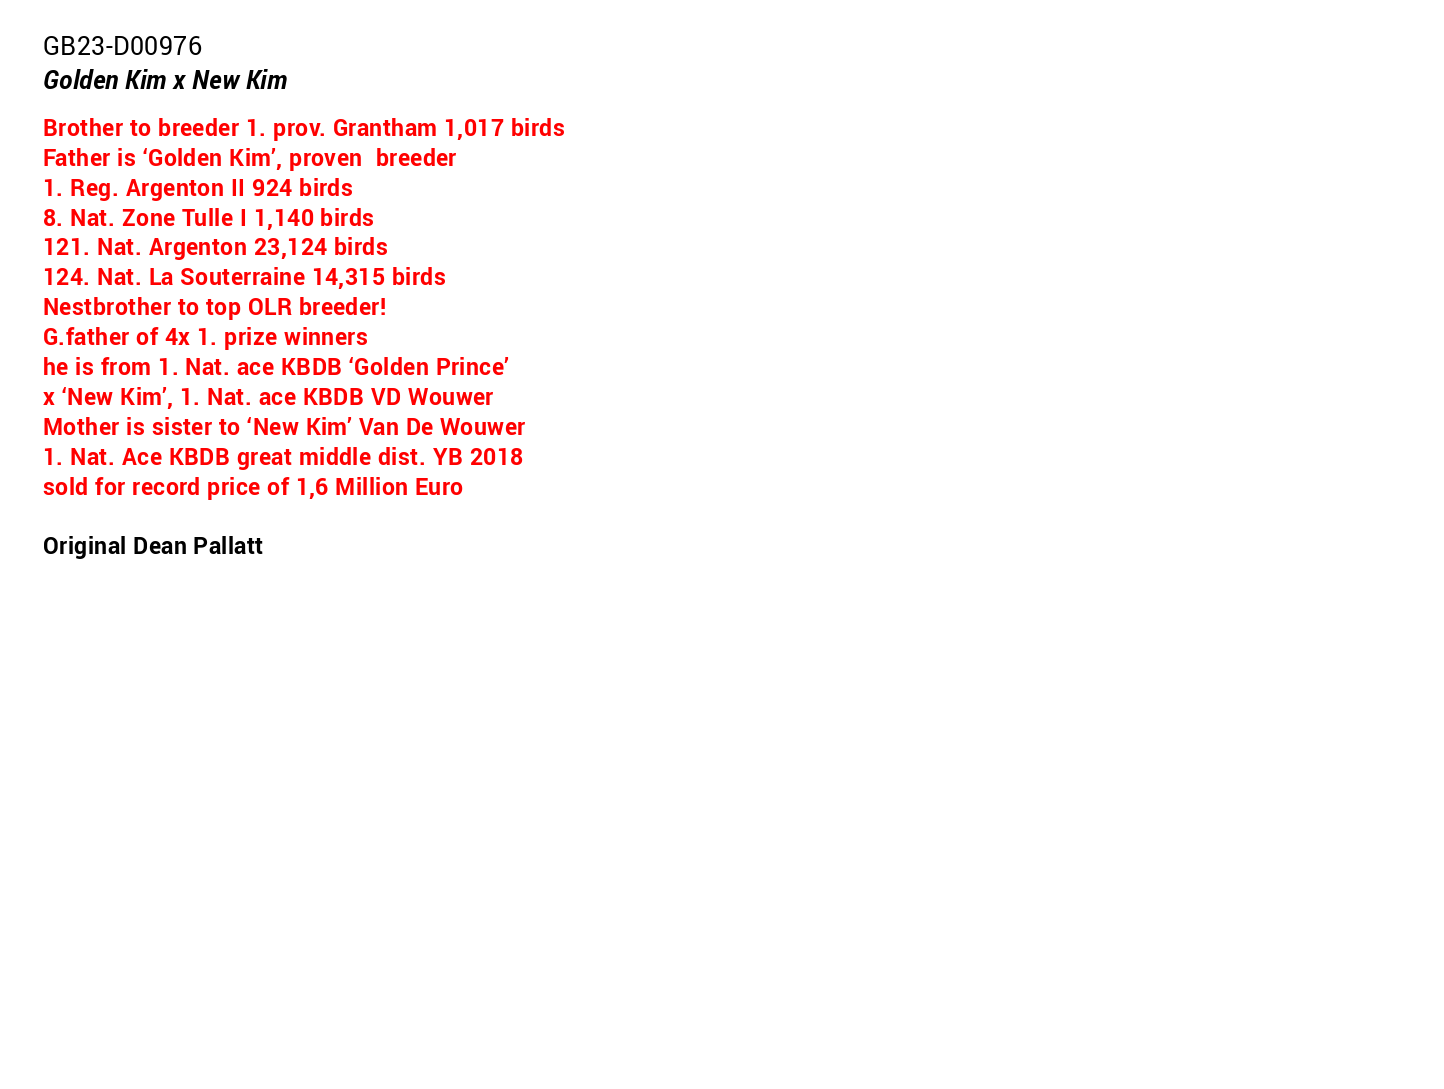 GB23-D00976
Golden Kim x New Kim
Brother to breeder 1. prov. Grantham 1,017 birds
Father is ‘Golden Kim’, proven  breeder
1. Reg. Argenton II 924 birds
8. Nat. Zone Tulle I 1,140 birds
121. Nat. Argenton 23,124 birds
124. Nat. La Souterraine 14,315 birds
Nestbrother to top OLR breeder!
G.father of 4x 1. prize winners
he is from 1. Nat. ace KBDB ‘Golden Prince’
x ‘New Kim’, 1. Nat. ace KBDB VD Wouwer
Mother is sister to ‘New Kim’ Van De Wouwer
1. Nat. Ace KBDB great middle dist. YB 2018
sold for record price of 1,6 Million Euro
Original Dean Pallatt